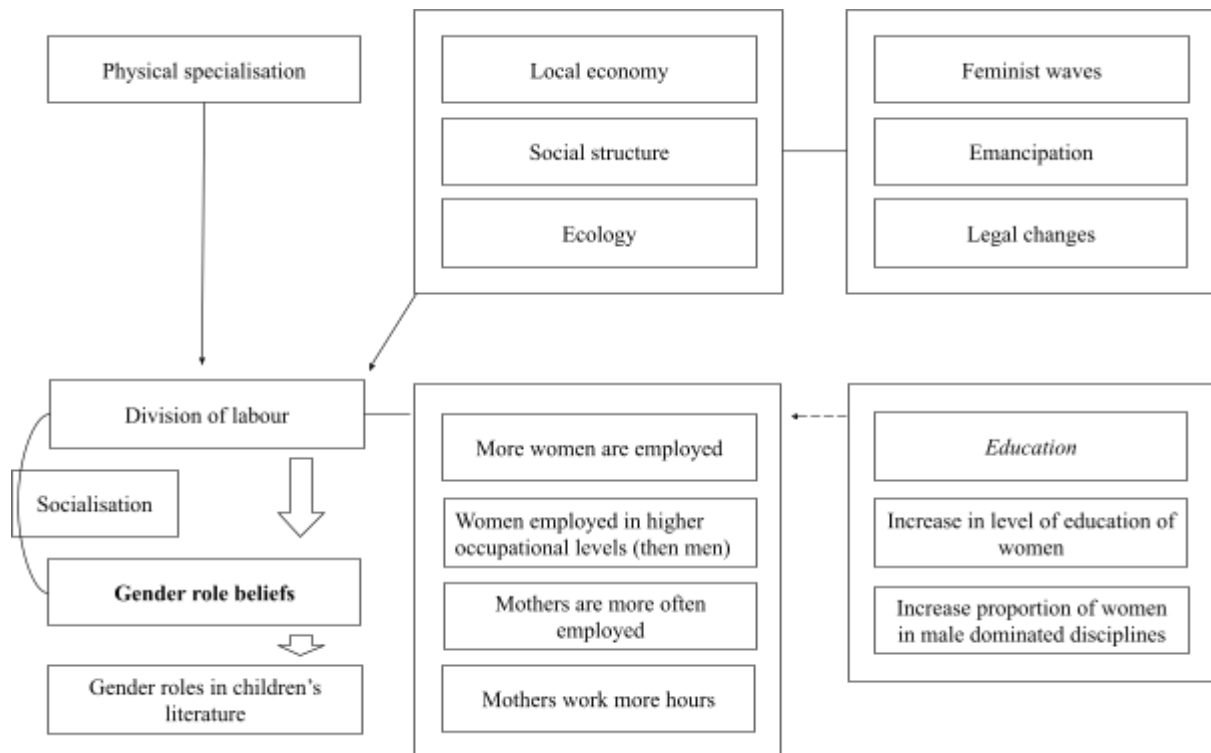 Physical specialisation
Local economy
Social structure
Ecology
Feminist waves
Emancipation
Legal changes
Division of labour
Socialisation
Gender role beliefs
Gender roles in children’s
literature
More women are employed
Women employed in higher
occupational levels (then men)
Mothers are more often
employed
Mothers work more hours
Education
Increase in level of education of
women
Increase proportion of women
in male dominated disciplines